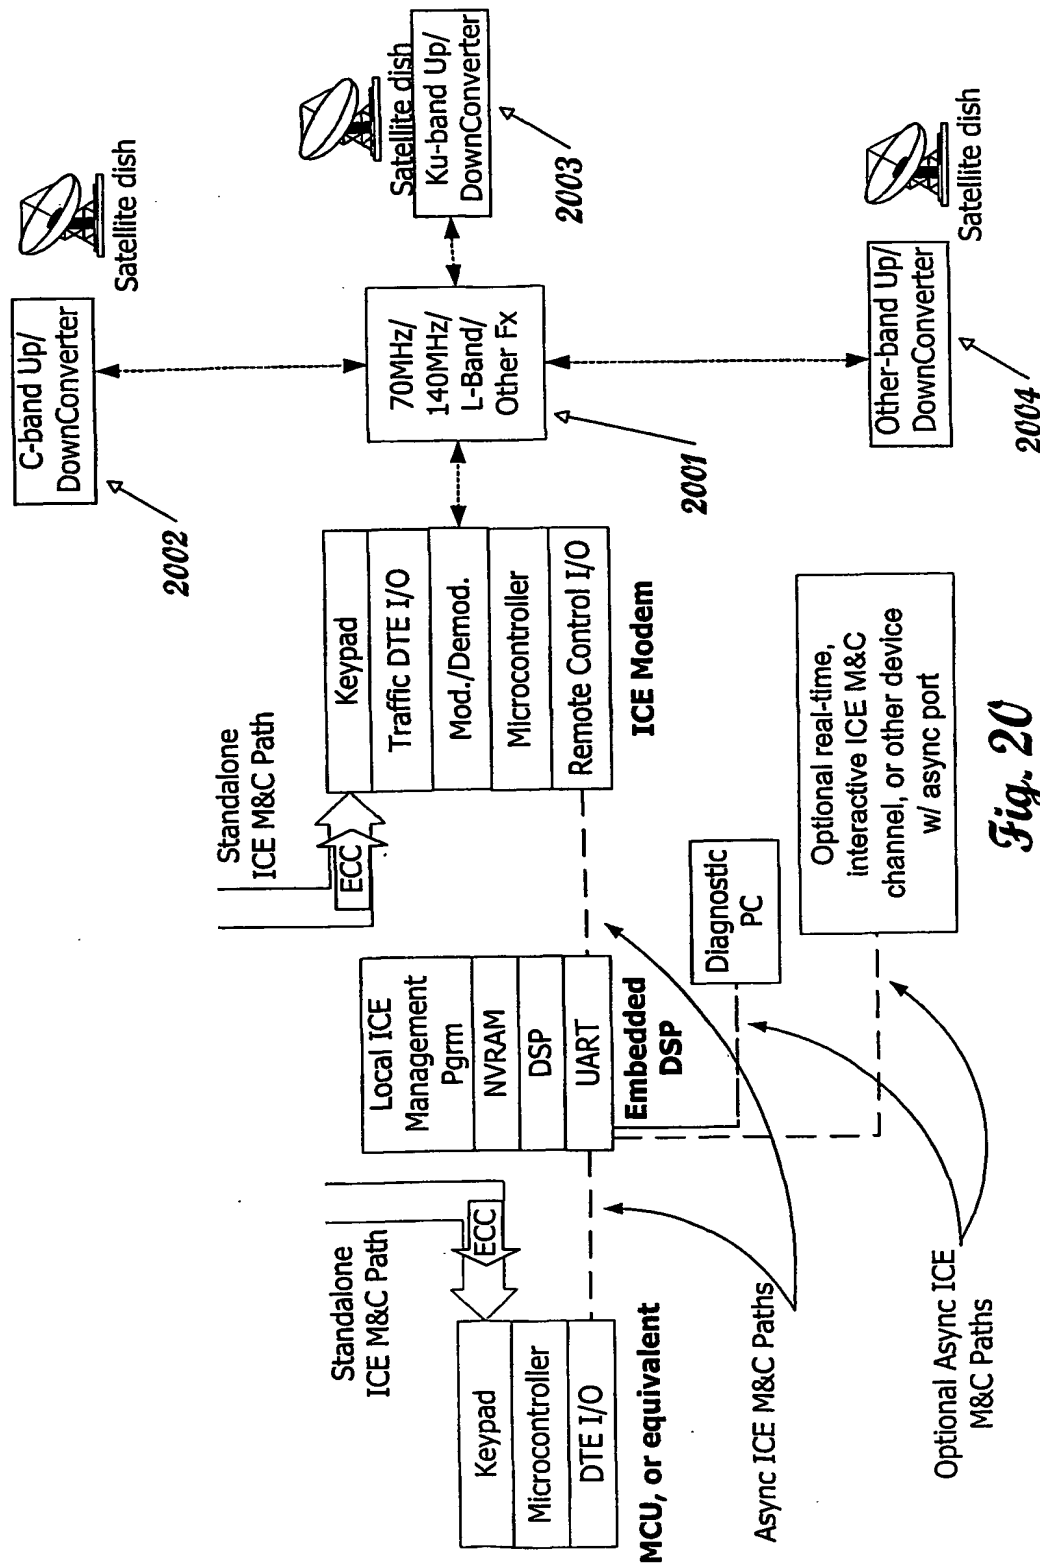 C-band Up/
DownConverter
Satellite dish
2002
Satellite dish
Ku-band Up/
DownConverter
2003
70MHz/
140MHz/
L-Band/
Other Fx
2001
Other-band Up/
DownConverter
Satellite dish
2004
Standalone
ICE M&C Path
ECC
Keypad
Traffic DTE I/O
Mod./Demod.
Microcontroller
Remote Control I/O
ICE Modem
Local ICE
Management
Pgrm
NVRAM
DSP
UART
Embedded
DSP
Diagnostic
PC
Optional real-time,
interactive ICE M&C
channel, or other device
w/ async port
Standalone
ICE M&C Path
ECC
Keypad
Microcontroller
DTE I/O
MCU, or equivalent
Async ICE M&C Paths
Optional Async ICE
M&C Paths
Fig. 20